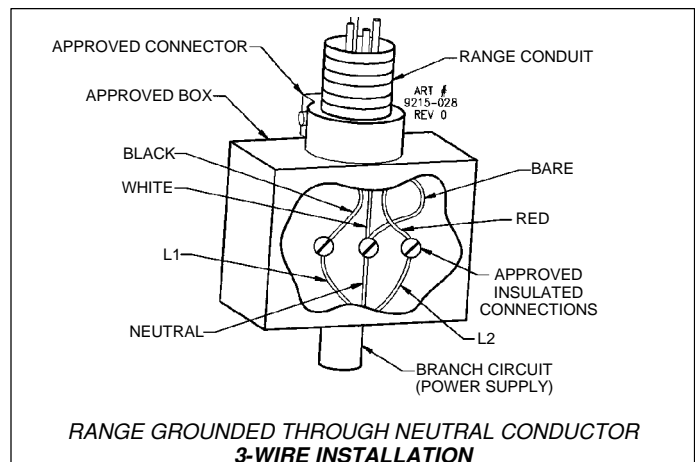 APPROVED CONNECTOR
RANGE CONDUIT
APPROVED BOX
ART #
9215-028
REV 0
BLACK
WHITE
BARE
RED
L1
APPROVED
INSULATED
CONNECTIONS
NEUTRAL
L2
BRANCH CIRCUIT
(POWER SUPPLY)
RANGE GROUNDED THROUGH NEUTRAL CONDUCTOR
3-WIRE INSTALLATION